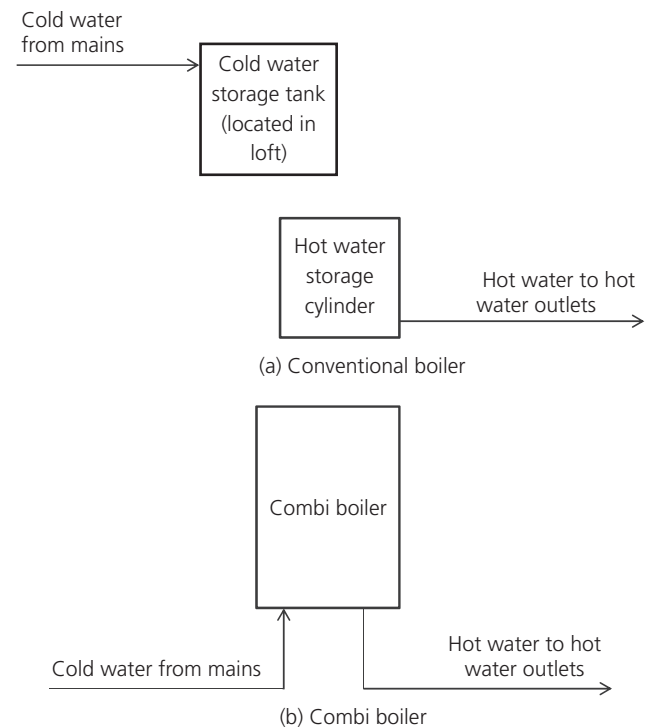 Cold water
from mains
Cold water
storage tank
(located in
loft)
Hot water
storage
cylinder
Hot water to hot
water outlets
(a) Conventional boiler
Combi boiler
Cold water from mains
Hot water to hot
water outlets
(b) Combi boiler